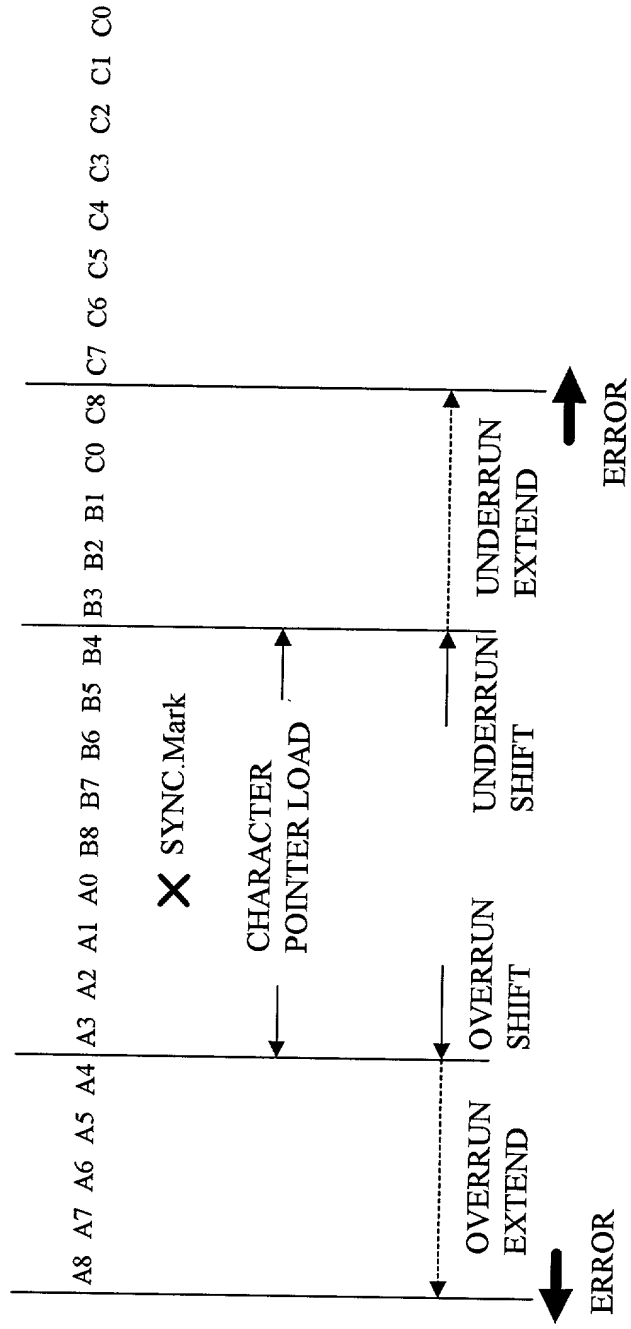 A8 A7 A6 A5 A4 A3 A2 A1 A0 B8 B7 B6 B5 B4 B3 B2 B1 C0 C8 C7 C6 C5 C4 C3 C2 C1 C0
SYNC.Mark
CHARACTER
POINTER LOAD
OVERRUN
EXTEND
OVERRUN
SHIFT
UNDERRUN
SHIFT
UNDERRUN
EXTEND
ERROR
ERROR